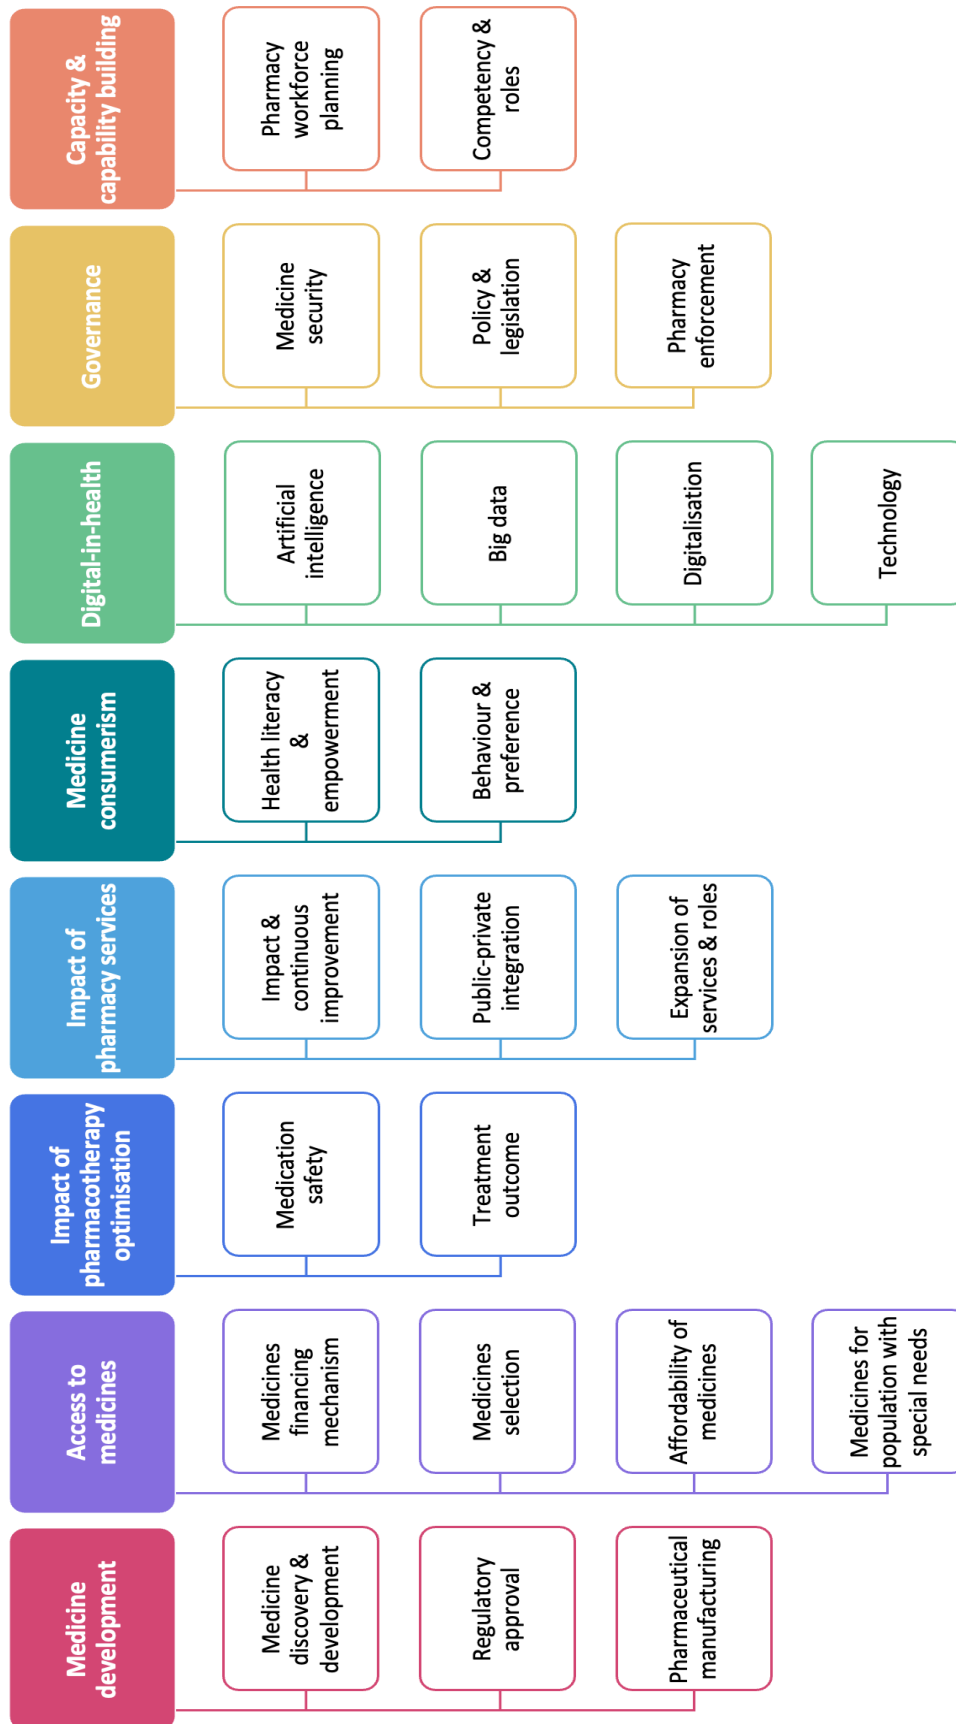 Medicine
development
Medicine
discovery &
development
Regulatory
approval
Pharmaceutical
manufacturing
Access to
medicines
Medicines
financing
mechanism
Medicines
selection
Affordability of
medicines
Medicines for
population with
special needs
Impact of
pharmacotherapy
optimisation
Medication
safety
Treatment
outcome
Impact of
pharmacy services
Impact &
continuous
improvement
Public-private
integration
Expansion of
services & roles
Medicine
consumerism
Health literacy
&
empowerment
Behaviour &
preference
Digital-in-health
Artificial
intelligence
Big data
Digitalisation
Technology
Governance
Medicine
security
Policy &
legislation
Pharmacy
enforcement
Capacity &
capability building
Pharmacy
workforce
planning
Competency &
roles